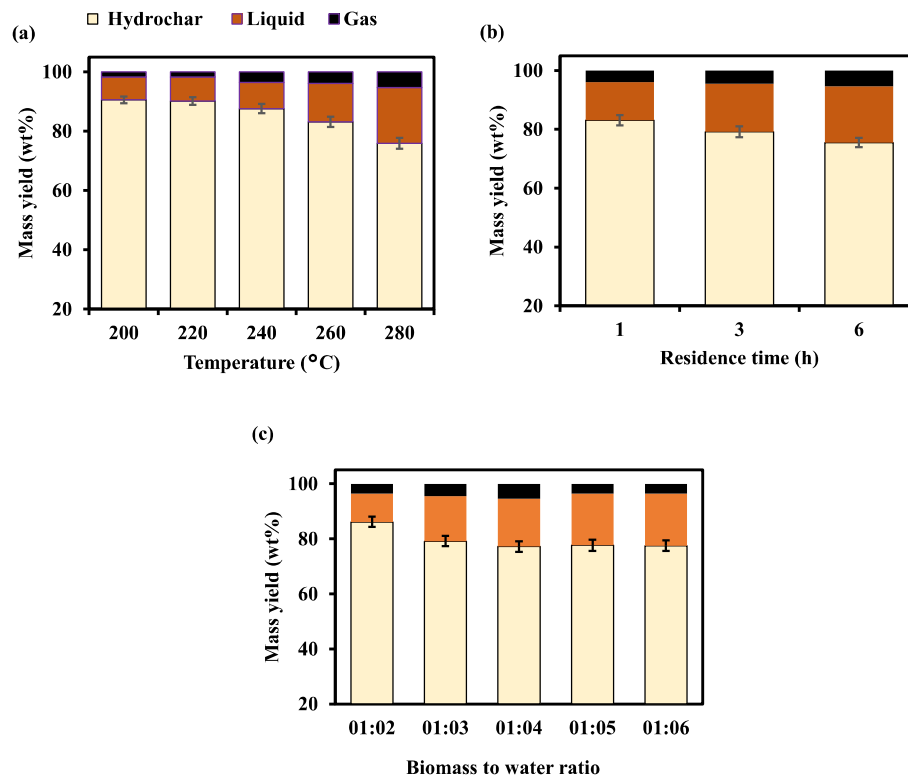 Hydrochar Liquid Gas
(a)
100
80
60
40
20
Mass yield (wt%)
200 220 240 260 280
Temperature (°C)
(b)
100
80
60
40
20
Mass yield (wt%)
1 3 6
Residence time (h)
(c)
100
80
60
40
20
Mass yield (wt%)
01:02 01:03 01:04 01:05 01:06
Biomass to water ratio